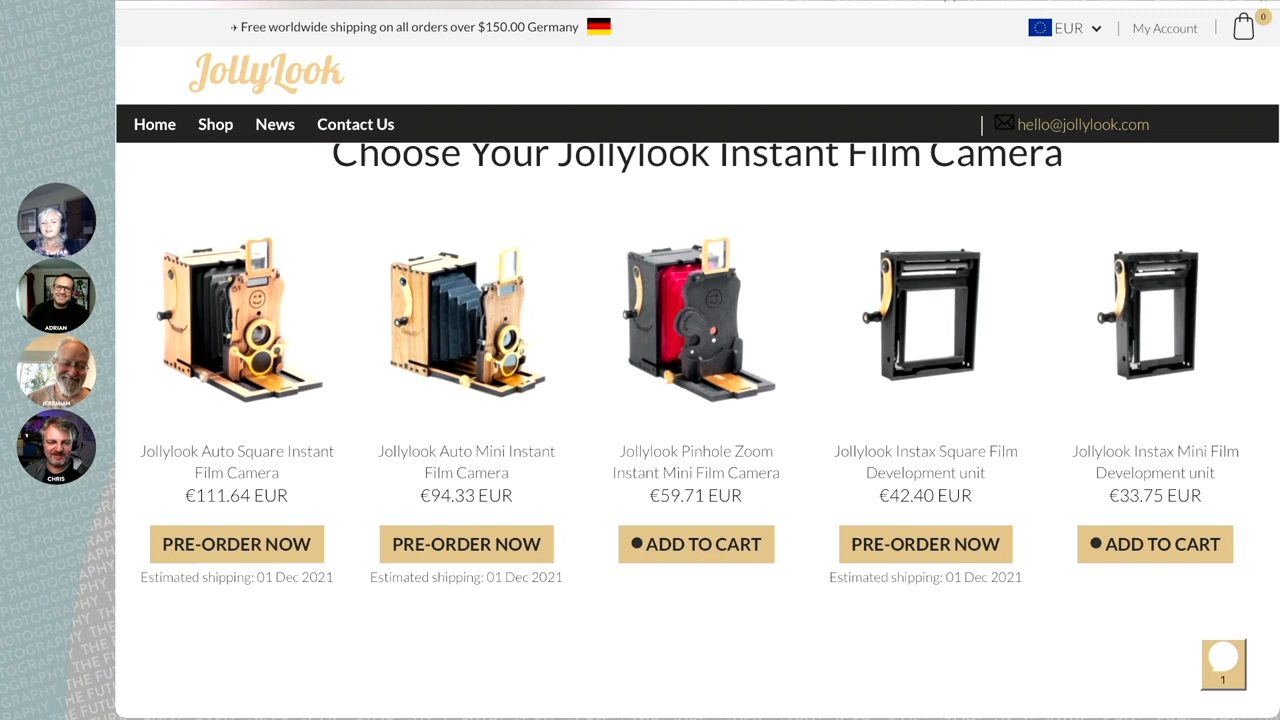 ✈ Free worldwide shipping on all orders over $150.00 Germany
EUR
My Account
0
JollyLook
Home Shop News Contact Us
hello@jollylook.com
Choose Your Jollylook Instant Film Camera
ADRIAN
JEREMIAH
CHRIS
Jollylook Auto Square Instant
Film Camera
€111.64 EUR
PRE-ORDER NOW
Estimated shipping: 01 Dec 2021
Jollylook Auto Mini Instant
Film Camera
€94.33 EUR
PRE-ORDER NOW
Estimated shipping: 01 Dec 2021
Jollylook Pinhole Zoom
Instant Mini Film Camera
€59.71 EUR
ADD TO CART
Jollylook Instax Square Film
Development unit
€42.40 EUR
PRE-ORDER NOW
Estimated shipping: 01 Dec 2021
Jollylook Instax Mini Film
Development unit
€33.75 EUR
ADD TO CART
1
THE FUTURE OF PHOTOGRAPHY